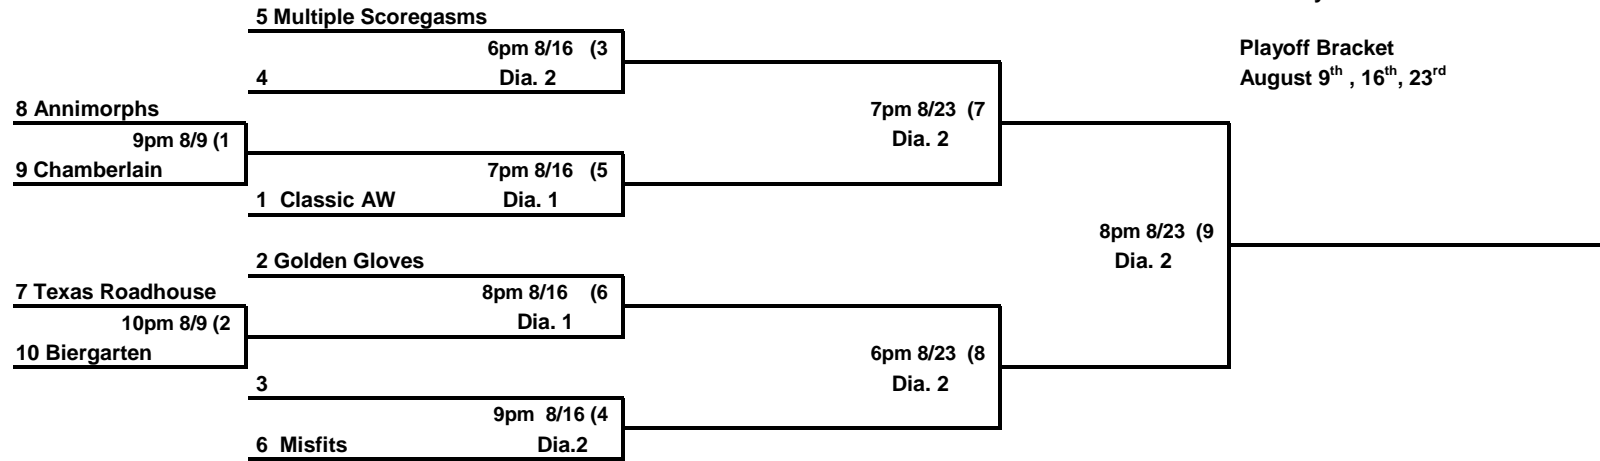 5 Multiple Scoregasms
6pm 8/16 (3
Playoff Bracket
4
Dia. 2
August 9th , 16th, 23rd
8 Annimorphs
7pm 8/23 (7
9pm 8/9 (1
Dia. 2
9 Chamberlain
7pm 8/16 (5
1 Classic AW
Dia. 1
8pm 8/23 (9
2 Golden Gloves
Dia. 2
7 Texas Roadhouse
8pm 8/16 (6
10pm 8/9 (2
Dia. 1
10 Biergarten
6pm 8/23 (8
3
Dia. 2
9pm 8/16 (4
6 Misfits
Dia.2